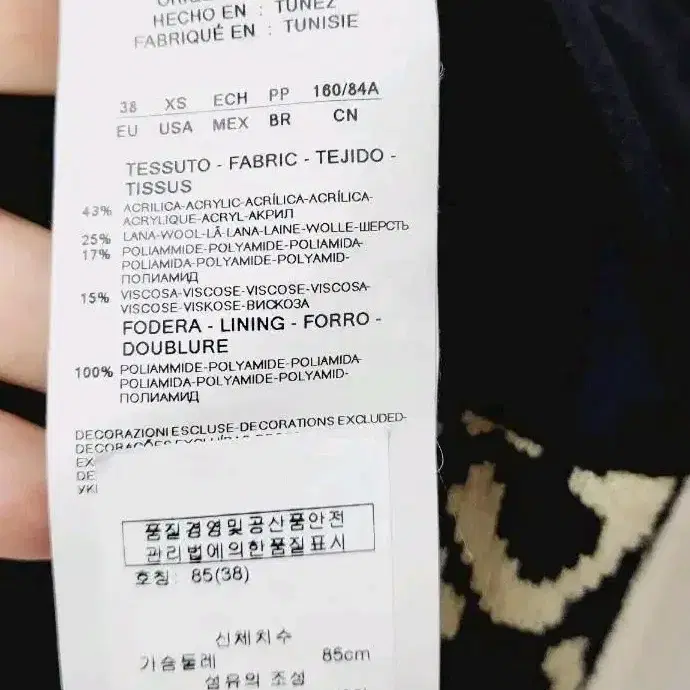 HECHO EN : TÚNEZ
FABRIQUÉ EN : TUNISIE
38 XS ECH PP 160/84A
EU USA MEX BR CN
TESSUTO - FABRIC - TEJIDO -
TISSUS
43% ACRILICA-ACRYLIC-ACRÍLICA-ACRÍLICA-
ACRYLIQUE-ACRYL-АКРИЛ
25% LANA-WOOL-LÃ-LANA-LAINE-WOLLE-ШЕРСТЬ
17% POLIAMMIDE-POLYAMIDE-POLIAMIDA-
POLIAMIDA-POLYAMIDE-POLYAMID-
ПОЛИАМИД
15% VISCOSA-VISCOSE-VISCOSE-VISCOSA-
VISCOSE-VISKOSE-ВИСКОЗА
FODERA - LINING - FORRO -
DOUBLURE
100% POLIAMMIDE-POLYAMIDE-POLIAMIDA-
POLIAMIDA-POLYAMIDE-POLYAMID-
ПОЛИАМИД
DECORAZIONI ESCLUSE-DECORATIONS EXCLUDED-
EX
DE
УКІ
품질경영및공산품안전
관리법에의한품질표시
호칭: 85(38)
신체치수
가슴둘레 85cm
섬유의 조성